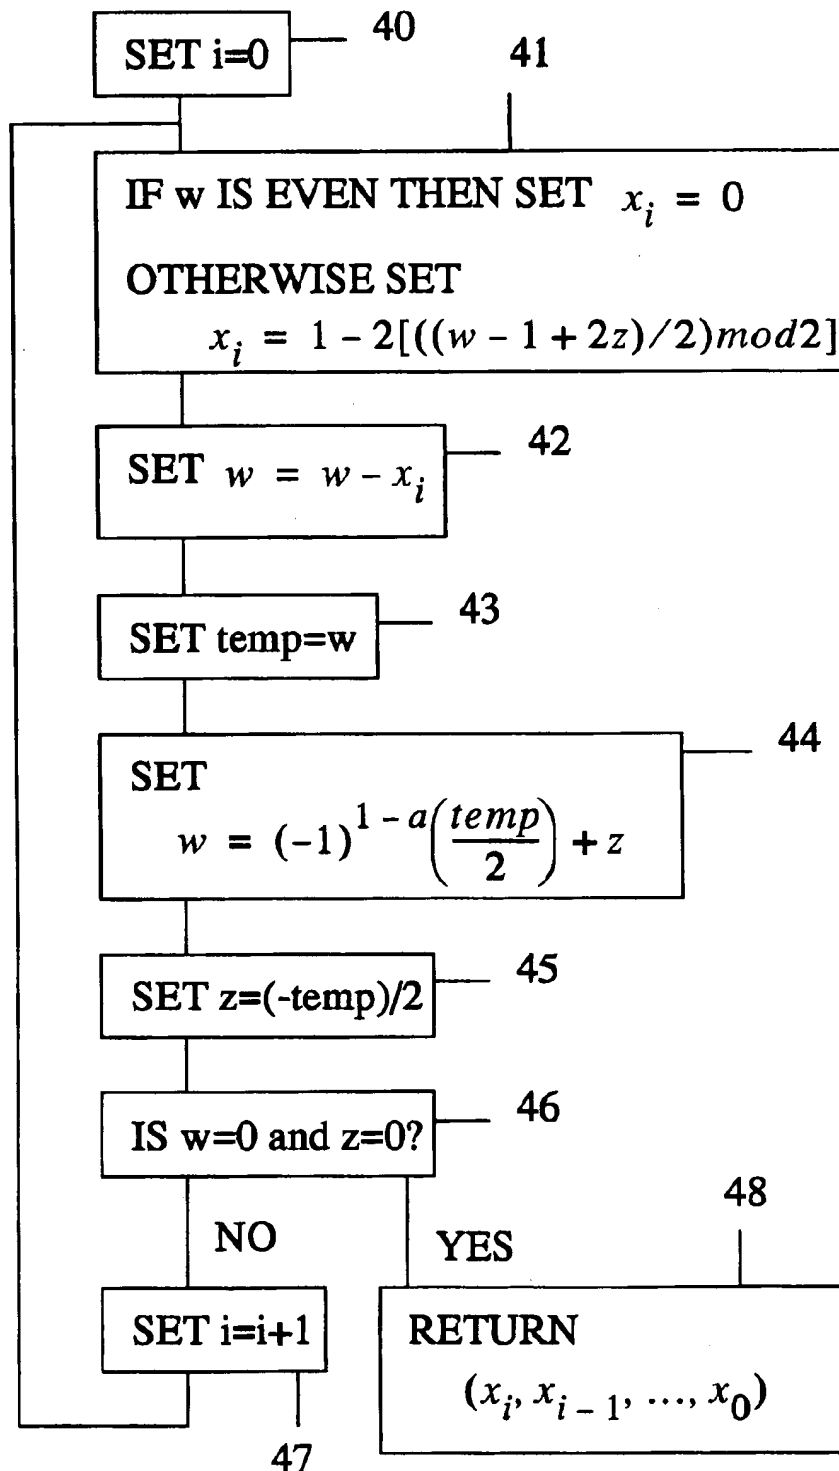 SET i=0
40
41
IF w IS EVEN THEN SET x_i = 0
OTHERWISE SET
x_i = 1 - 2[((w - 1 + 2z)/2)mod2]
SET w = w - x_i
42
SET temp=w
43
SET
44
w = (-1)^{1 - a}(temp/2) + z
SET z=(-temp)/2
45
IS w=0 and z=0?
46
NO
YES
48
SET i=i+1
RETURN
(x_i, x_{i - 1}, ..., x_0)
47